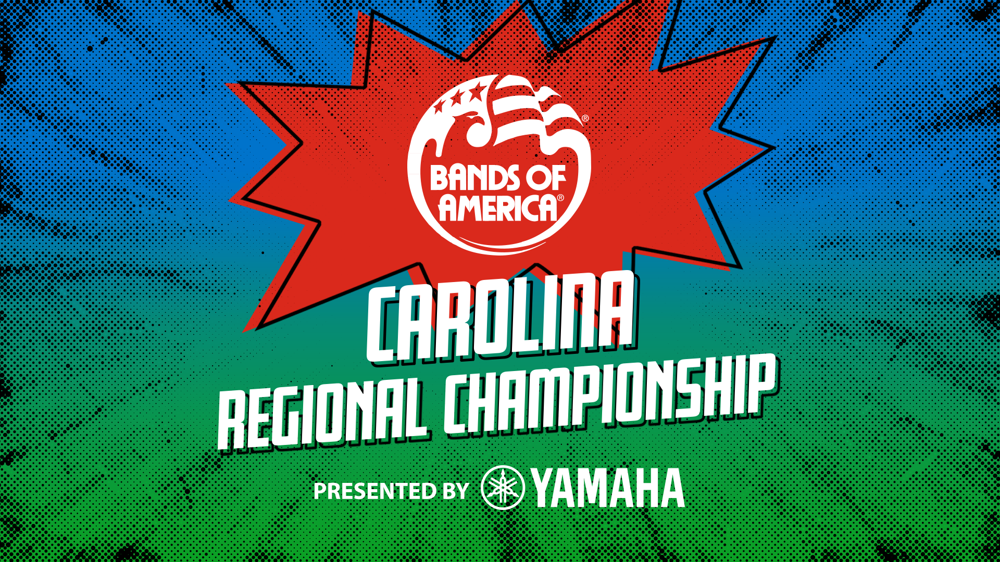 ®
BANDS OF
AMERICA®
CAROLINA
REGIONAL CHAMPIONSHIP
PRESENTED BY YAMAHA